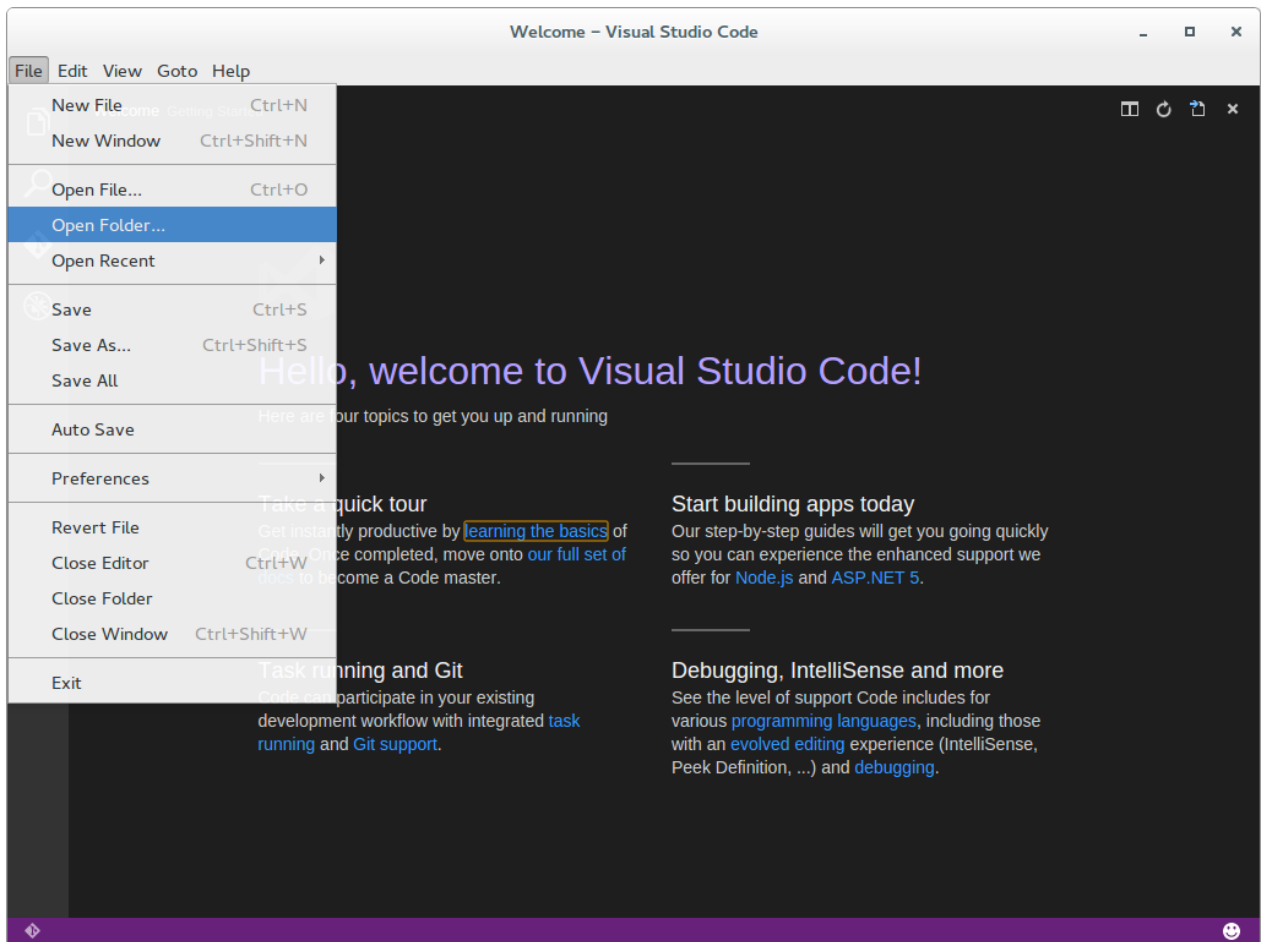 Welcome – Visual Studio Code
File Edit View Goto Help
New File Ctrl+N
Welcome Getting Started
New Window Ctrl+Shift+N
Open File... Ctrl+O
Open Folder...
Open Recent
Save Ctrl+S
Save As... Ctrl+Shift+S
Save All
Auto Save
Preferences
Revert File
Close Editor Ctrl+W
Close Folder
Close Window Ctrl+Shift+W
Exit
Hello, welcome to Visual Studio Code!
Here are four topics to get you up and running
Take a quick tour
Get instantly productive by learning the basics of
Code. Once completed, move onto our full set of
docs to become a Code master.
Start building apps today
Our step-by-step guides will get you going quickly
so you can experience the enhanced support we
offer for Node.js and ASP.NET 5.
Task running and Git
Code can participate in your existing
development workflow with integrated task
running and Git support.
Debugging, IntelliSense and more
See the level of support Code includes for
various programming languages, including those
with an evolved editing experience (IntelliSense,
Peek Definition, ...) and debugging.